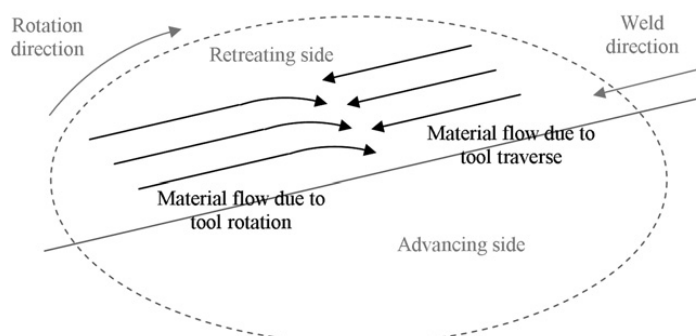 Rotation
direction
Retreating side
Weld
direction
Material flow due to
tool traverse
Material flow due to
tool rotation
Advancing side